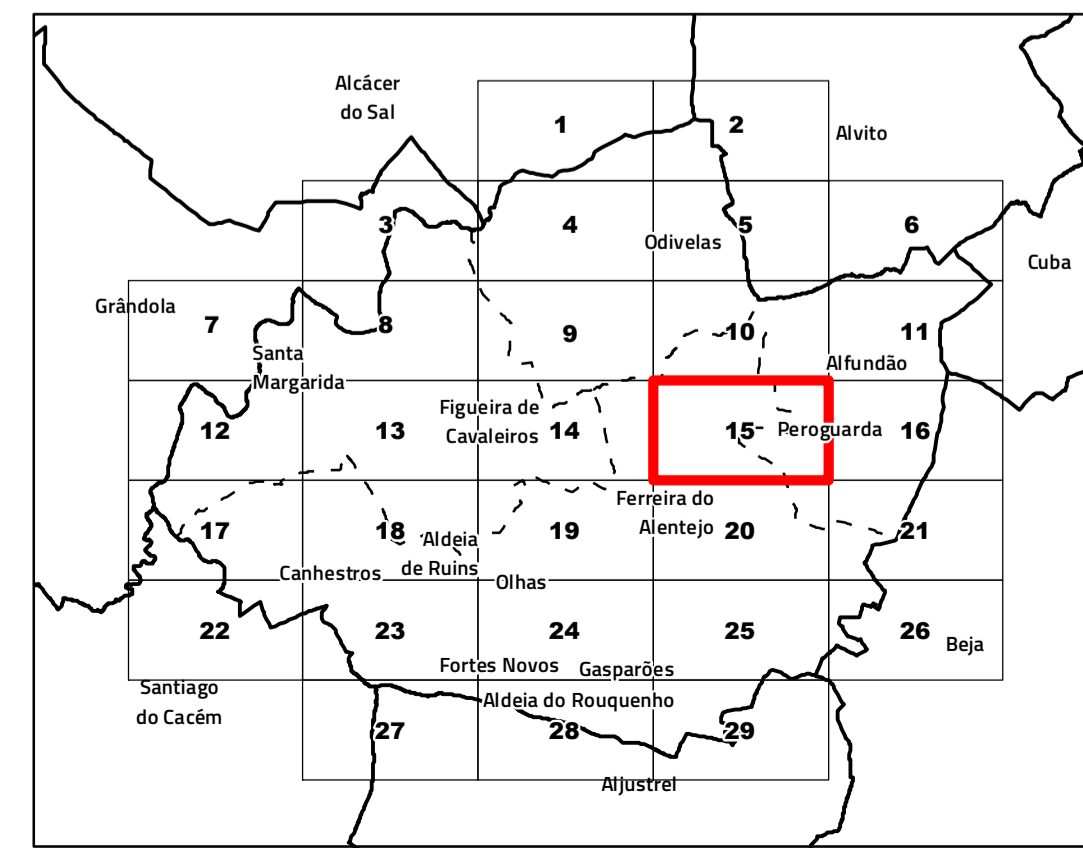 Alcácer
do Sal
1
2
Alvito
3
4
5
6
Odivelas
Cuba
Grândola
7
8
9
10
11
Santa
Margarida
Alfundão
Figueira de
Cavaleiros
12
13
14
15
Peroguarda
16
Ferreira do
Alentejo
17
18
Aldeia
de Ruins
19
20
21
Canhestros
Olhas
22
23
24
25
26
Beja
Fortes Novos
Gasparões
Santiago
do Cacém
Aldeia do Rouquenho
27
28
29
Aljustrel